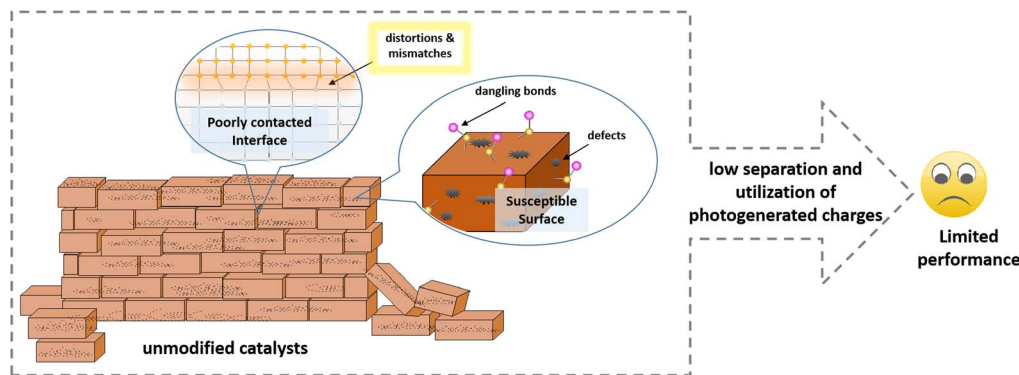 distortions &
mismatches
Poorly contacted
Interface
dangling bonds
defects
Susceptible
Surface
unmodified catalysts
low separation and
utilization of
photogenerated charges
Limited
performance